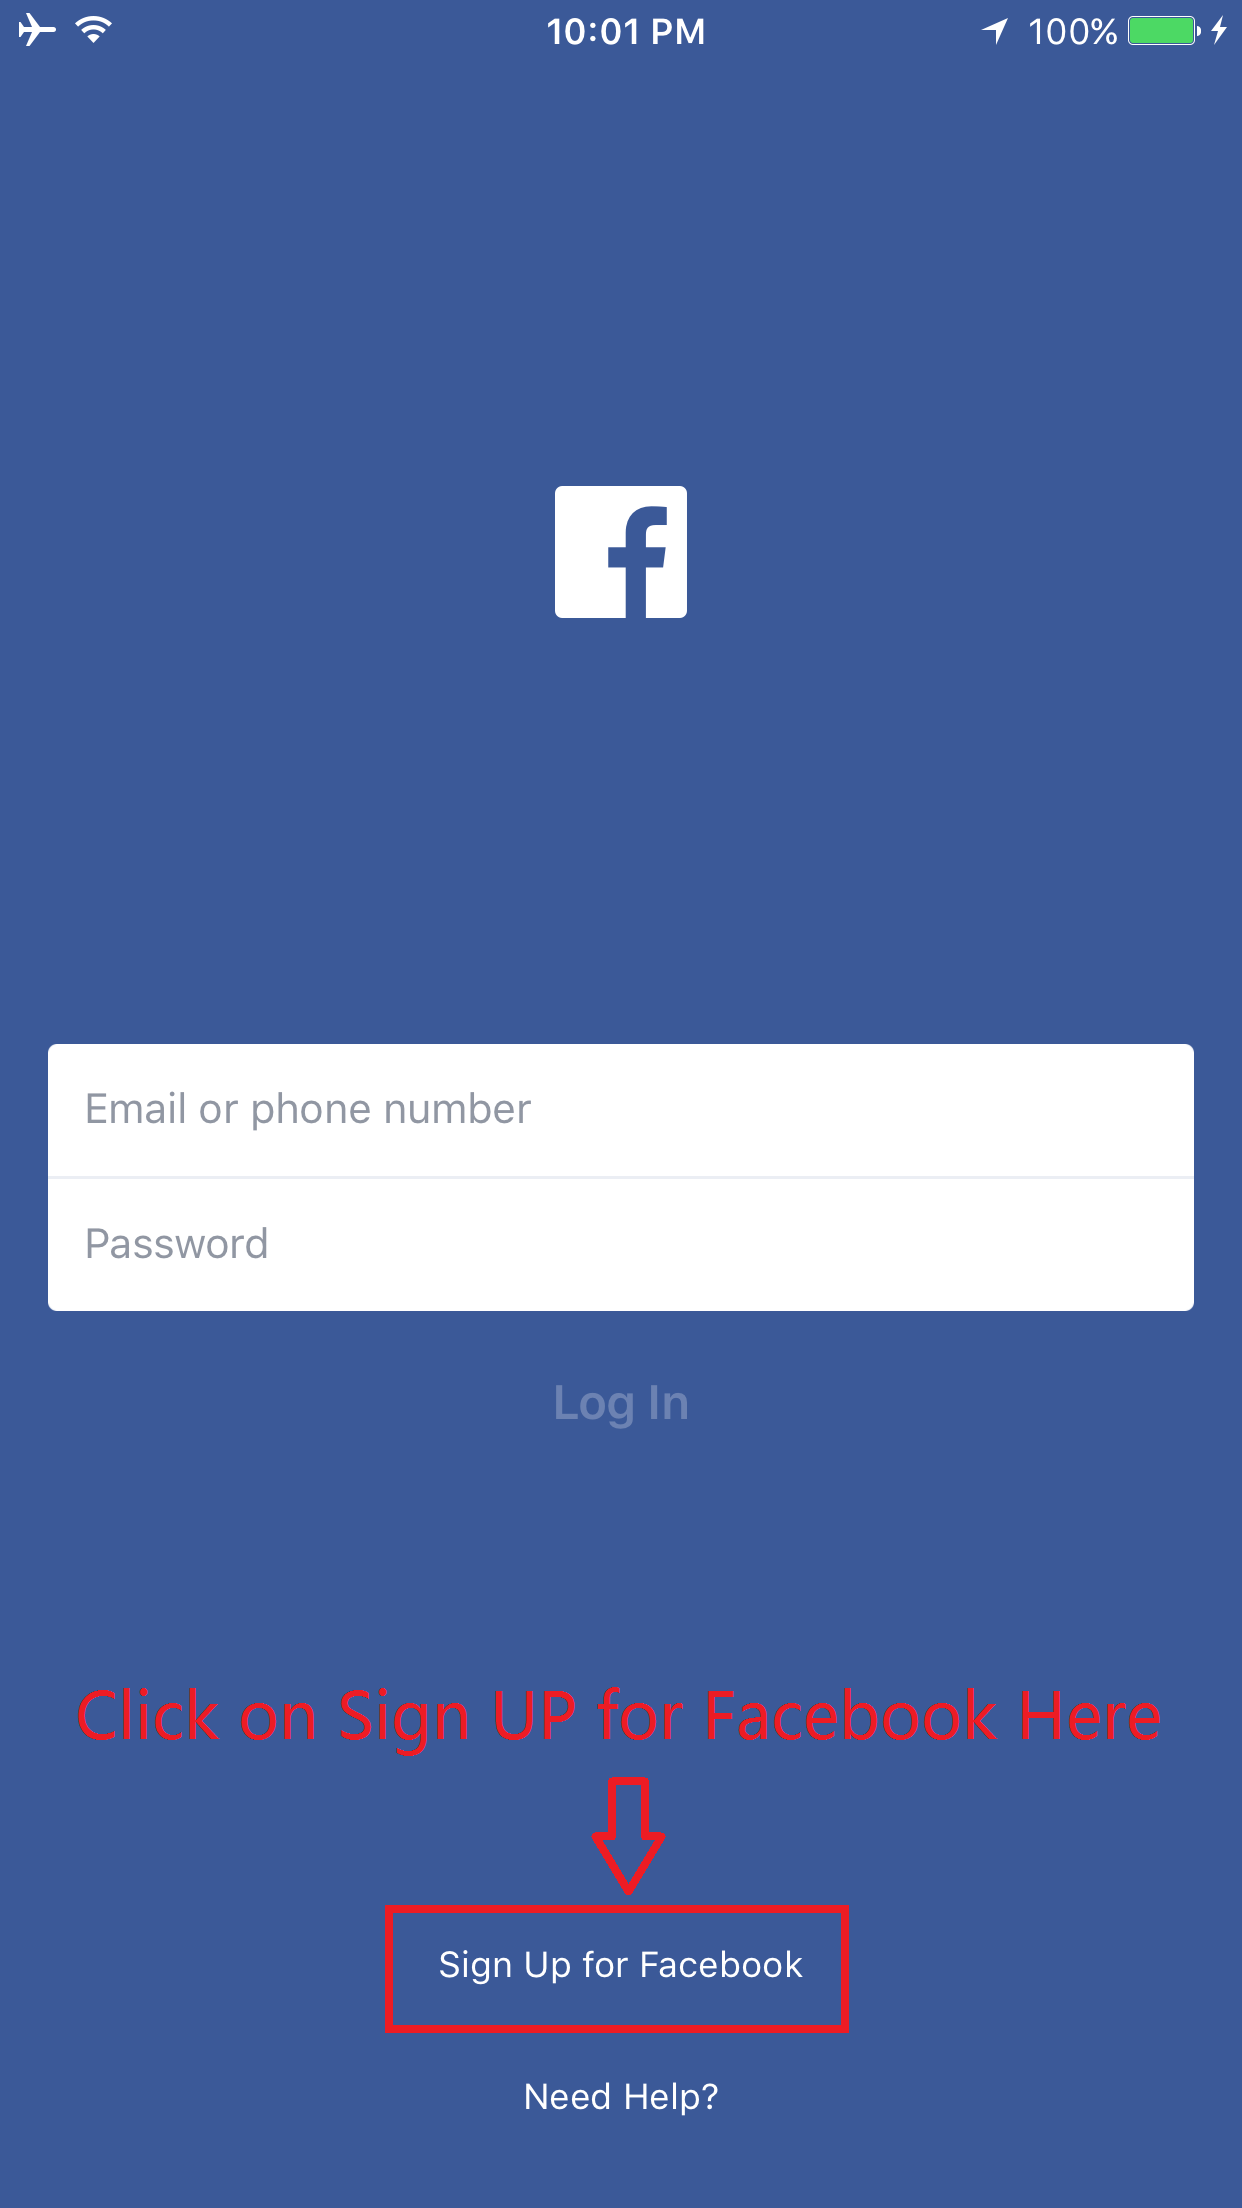 10:01 PM
100%
Email or phone number
Password
Log In
Click on Sign UP for Facebook Here
Sign Up for Facebook
Need Help?